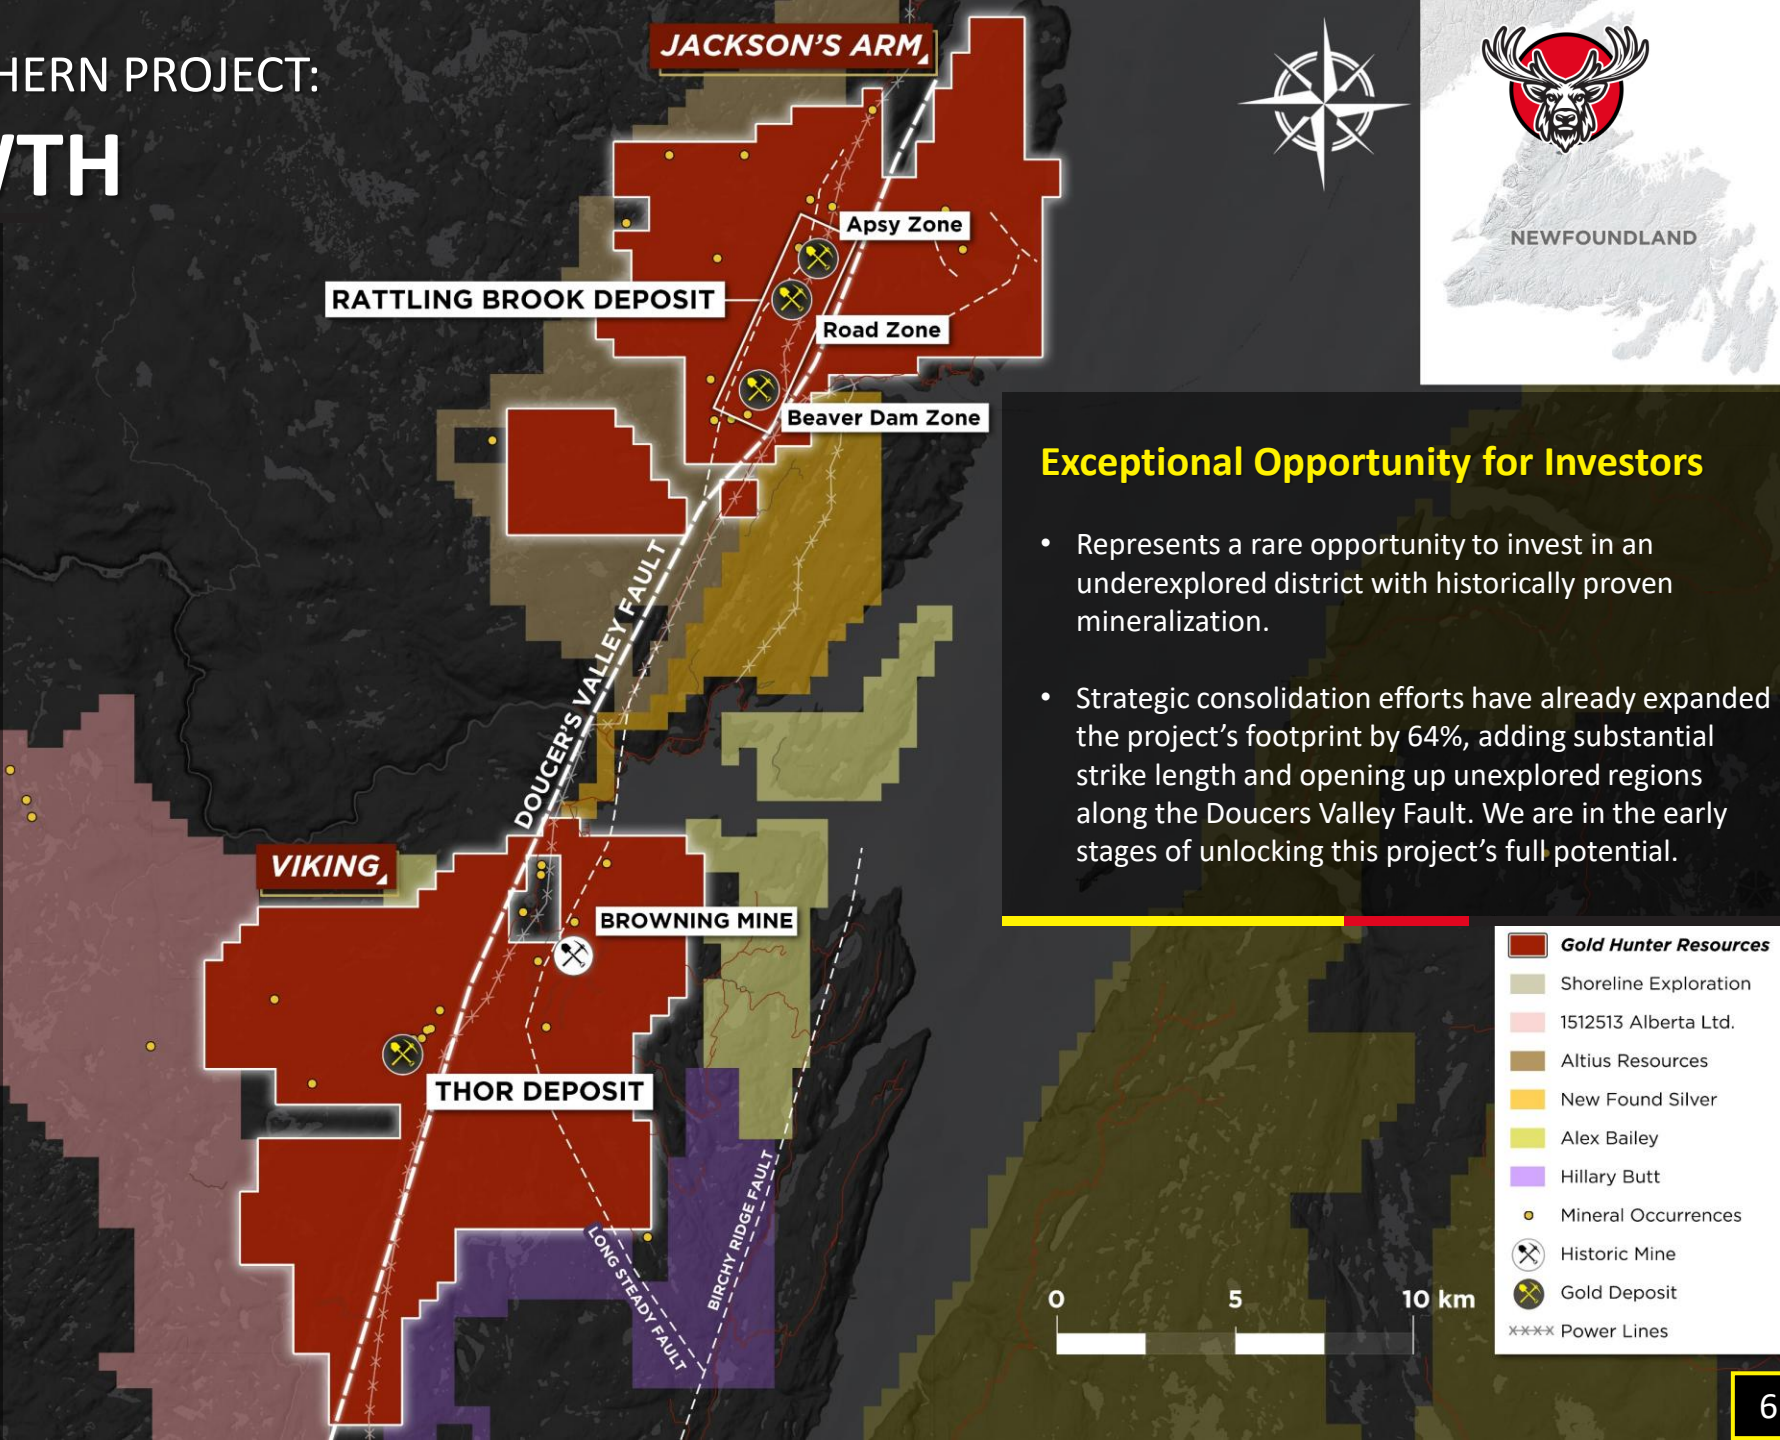 HERN PROJECT:
WTH
JACKSON'S ARM
Apsy Zone
RATTLING BROOK DEPOSIT
Road Zone
Beaver Dam Zone
DOUCER'S VALLEY FAULT
VIKING
BROWNING MINE
THOR DEPOSIT
LONG STEADY FAULT
BIRCHY RIDGE FAULT
NEWFOUNDLAND
Exceptional Opportunity for Investors
• Represents a rare opportunity to invest in an
underexplored district with historically proven
mineralization.
• Strategic consolidation efforts have already expanded
the project's footprint by 64%, adding substantial
strike length and opening up unexplored regions
along the Doucers Valley Fault. We are in the early
stages of unlocking this project's full potential.
Gold Hunter Resources
Shoreline Exploration
1512513 Alberta Ltd.
Altius Resources
New Found Silver
Alex Bailey
Hillary Butt
Mineral Occurrences
Historic Mine
Gold Deposit
Power Lines
0 5 10 km
6